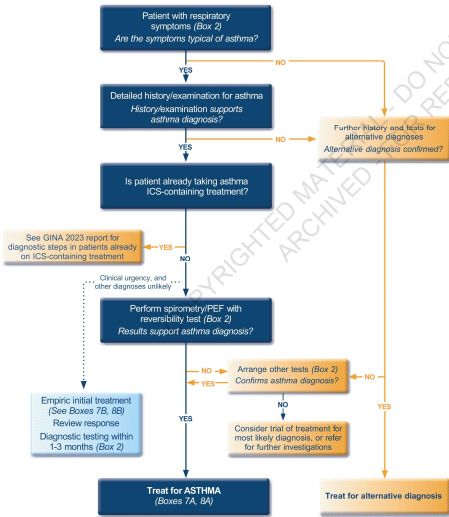 Patient with respiratory
symptoms (Box 2)
Are the symptoms typical of asthma?
NO
YES
Detailed history/examination for asthma
History/examination supports
asthma diagnosis?
NO
YES
Further history and tests for
alternative diagnoses
Alternative diagnosis confirmed?
Is patient already taking asthma
ICS-containing treatment?
See GINA 2023 report for
diagnostic steps in patients already
on ICS-containing treatment
YES
NO
Clinical urgency, and
other diagnoses unlikely
Perform spirometry/PEF with
reversibility test (Box 2)
Results support asthma diagnosis?
NO
YES
Arrange other tests (Box 2)
Confirms asthma diagnosis?
NO
Empiric initial treatment
(See Boxes 7B, 8B)
Review response
Diagnostic testing within
1-3 months (Box 2)
YES
NO
YES
Consider trial of treatment for
most likely diagnosis, or refer
for further investigations
Treat for ASTHMA
(Boxes 7A, 8A)
Treat for alternative diagnosis
MATERIAL - DO NO
ARCHIVED